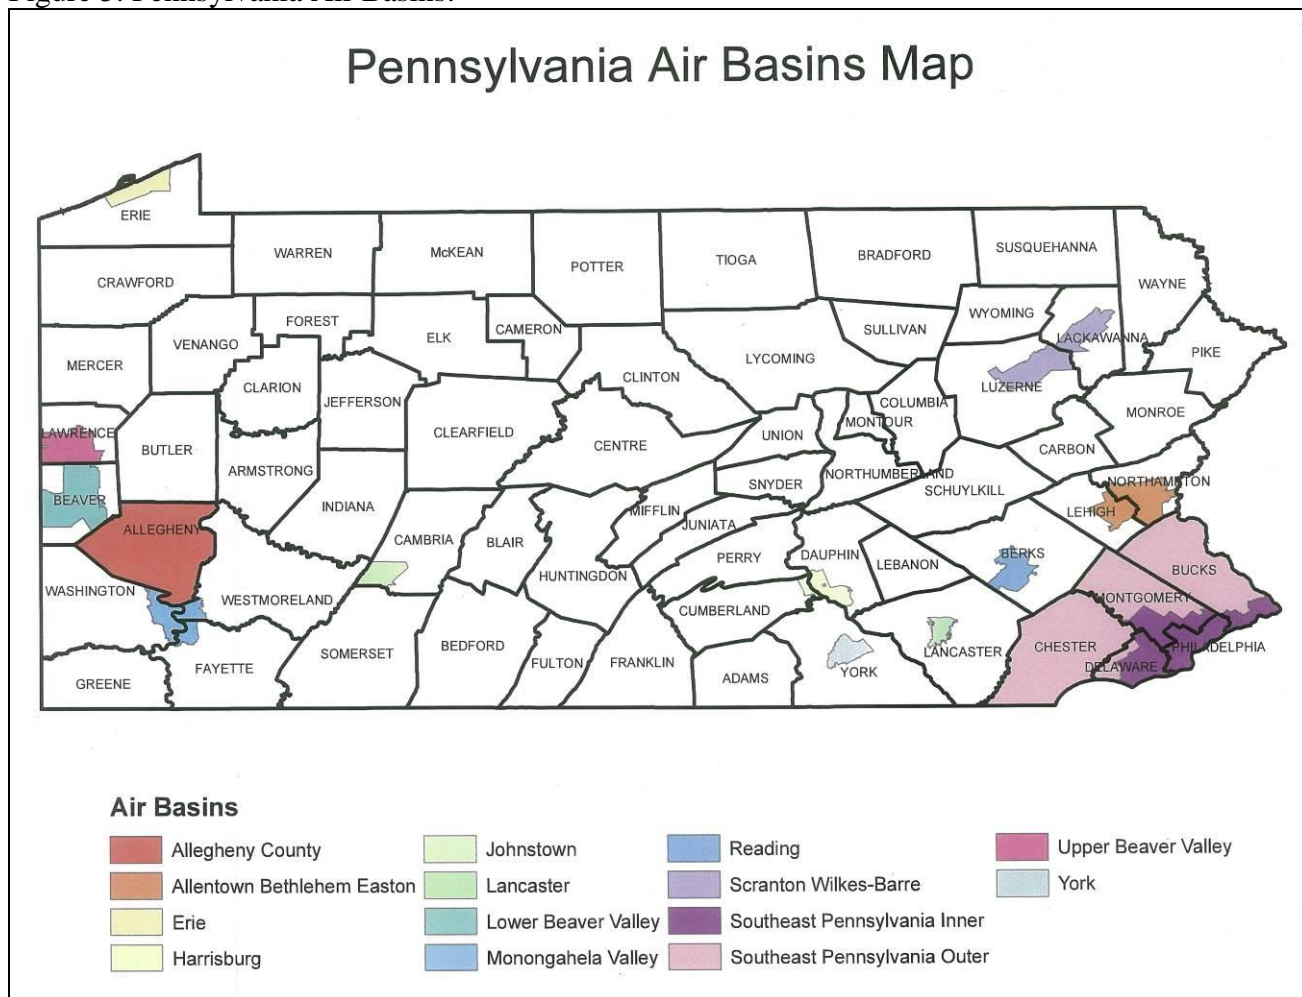 Figure 3. Pennsylvania Air Basins.
Pennsylvania Air Basins Map
ERIE
WARREN
McKEAN
POTTER
TIOGA
BRADFORD
SUSQUEHANNA
WAYNE
CRAWFORD
FOREST
ELK
CAMERON
SULLIVAN
WYOMING
LACKAWANNA
PIKE
MERCER
VENANGO
CLARION
JEFFERSON
CLINTON
LYCOMING
COLUMBIA
LUZERNE
MONROE
LAWRENCE
BUTLER
ARMSTRONG
CLEARFIELD
CENTRE
UNION
MONTOUR
CARBON
BEAVER
INDIANA
SNYDER
NORTHUMBERLAND
SCHUYLKILL
NORTHAMPTON
LEHIGH
ALLEGHENY
CAMBRIA
BLAIR
MIFFLIN
JUNIATA
PERRY
DAUPHIN
LEBANON
BERKS
BUCKS
WASHINGTON
WESTMORELAND
HUNTINGDON
CUMBERLAND
MONTGOMERY
GREENE
FAYETTE
SOMERSET
BEDFORD
FULTON
FRANKLIN
ADAMS
YORK
LANCASTER
CHESTER
DELAWARE
PHILADELPHIA
Air Basins
Allegheny County
Allentown Bethlehem Easton
Erie
Harrisburg
Johnstown
Lancaster
Lower Beaver Valley
Monongahela Valley
Reading
Scranton Wilkes-Barre
Southeast Pennsylvania Inner
Southeast Pennsylvania Outer
Upper Beaver Valley
York